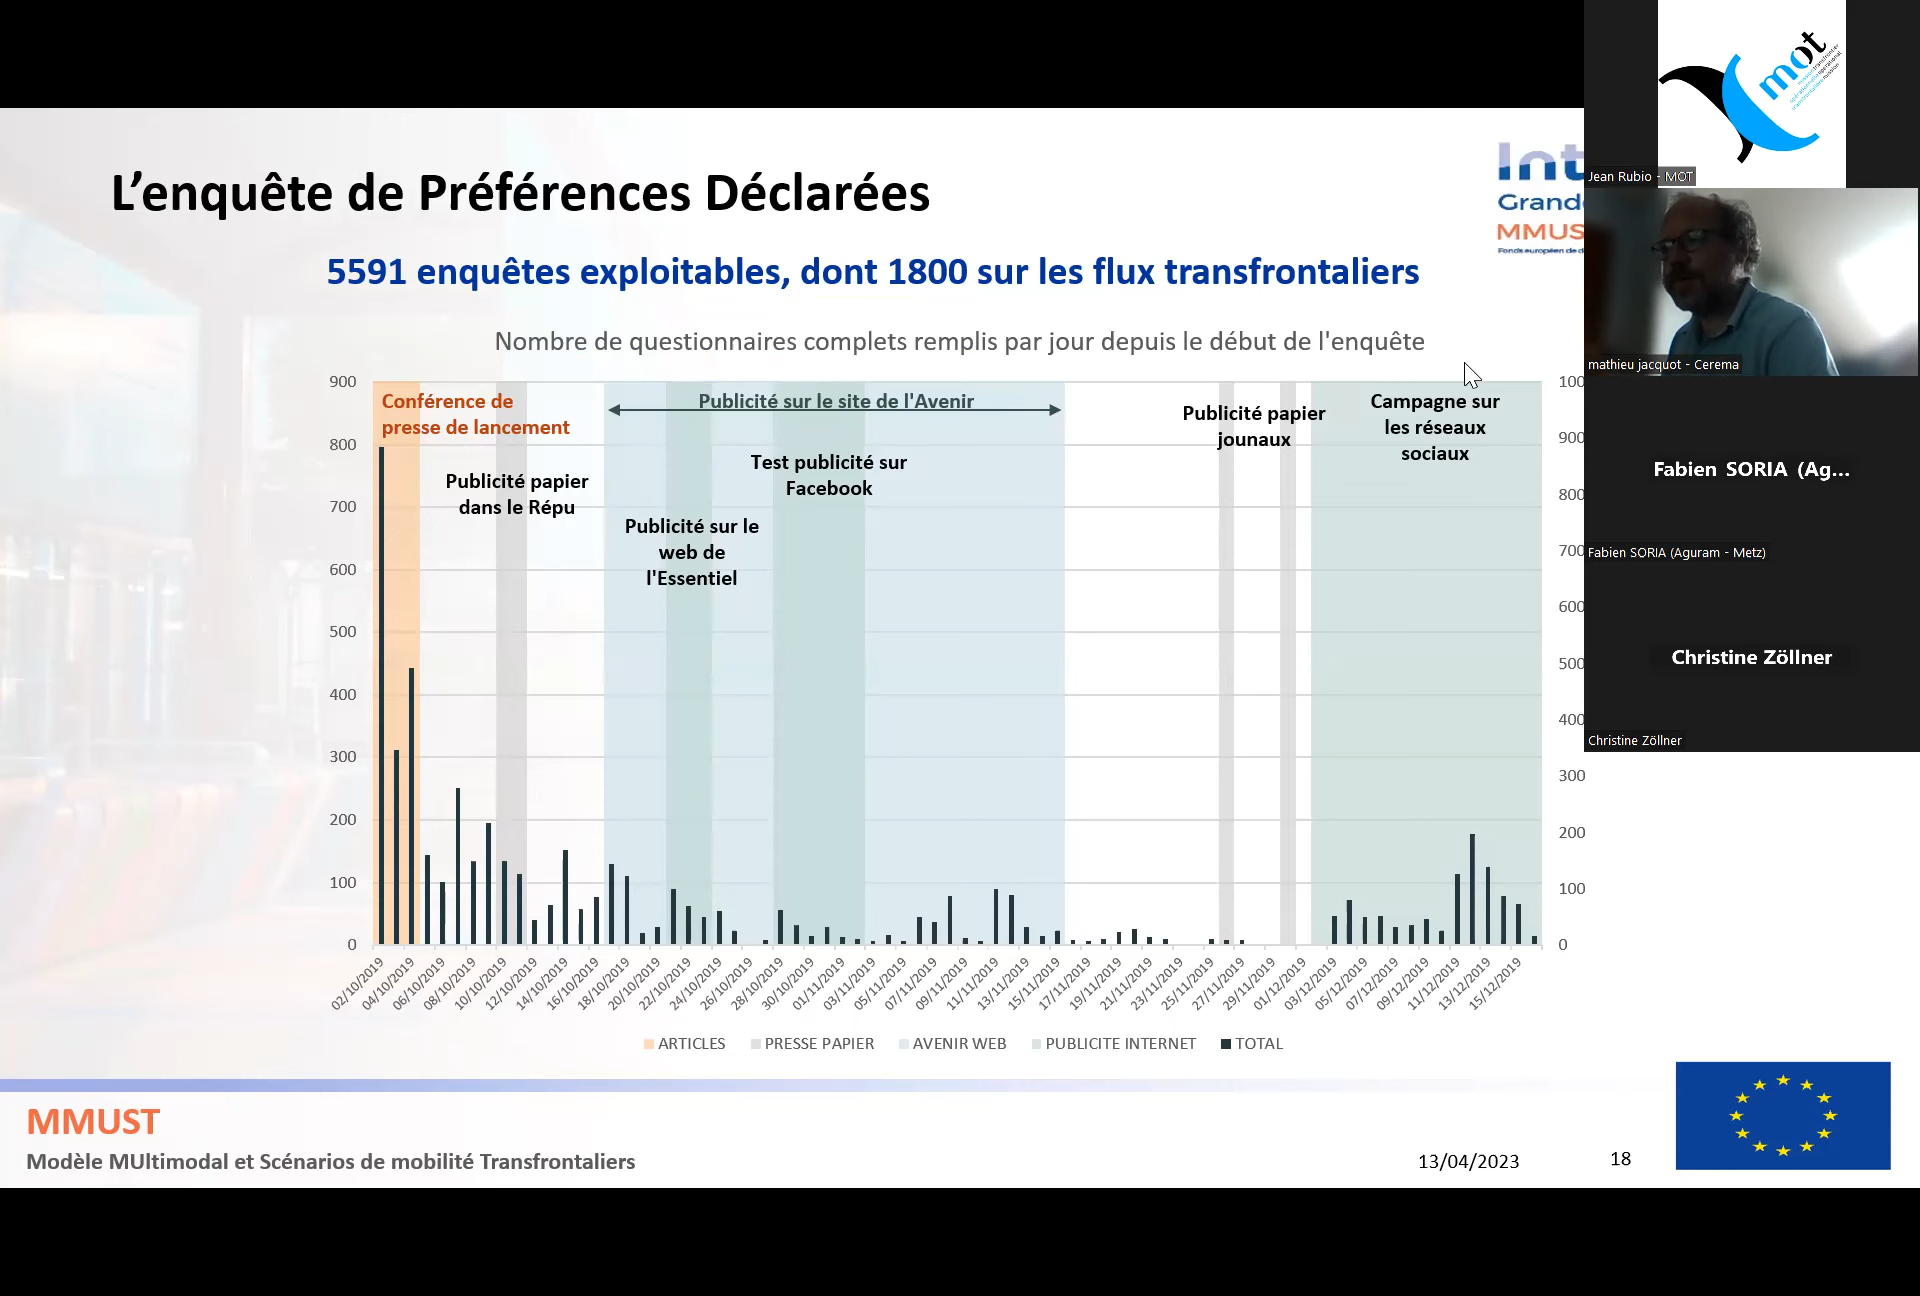 L’enquête de Préférences Déclarées
5591 enquêtes exploitables, dont 1800 sur les flux transfrontaliers
Int
Grand
MMUS
Fonds européen de d
Nombre de questionnaires complets remplis par jour depuis le début de l'enquête
900
800
700
600
500
400
300
200
100
0
Conférence de
presse de lancement
Publicité papier
dans le Répu
Publicité sur le site de l'Avenir
Publicité sur le
web de
l'Essentiel
Test publicité sur
Facebook
Publicité papier
jounaux
Campagne sur
les réseaux
sociaux
100
900
800
700
600
500
400
300
200
100
0
02/10/2019
04/10/2019
06/10/2019
08/10/2019
10/10/2019
12/10/2019
14/10/2019
16/10/2019
18/10/2019
20/10/2019
22/10/2019
24/10/2019
26/10/2019
28/10/2019
30/10/2019
01/11/2019
03/11/2019
05/11/2019
07/11/2019
09/11/2019
11/11/2019
13/11/2019
15/11/2019
17/11/2019
19/11/2019
21/11/2019
23/11/2019
25/11/2019
27/11/2019
29/11/2019
01/12/2019
03/12/2019
05/12/2019
07/12/2019
09/12/2019
11/12/2019
13/12/2019
15/12/2019
ARTICLES PRESSE PAPIER AVENIR WEB PUBLICITE INTERNET TOTAL
MMUST
Modèle MUltimodal et Scénarios de mobilité Transfrontaliers
13/04/2023
18
mot
Jean Rubio - MOT
mathieu jacquot - Cerema
Fabien SORIA (Ag...
Fabien SORIA (Aguram - Metz)
Christine Zöllner
Christine Zöllner